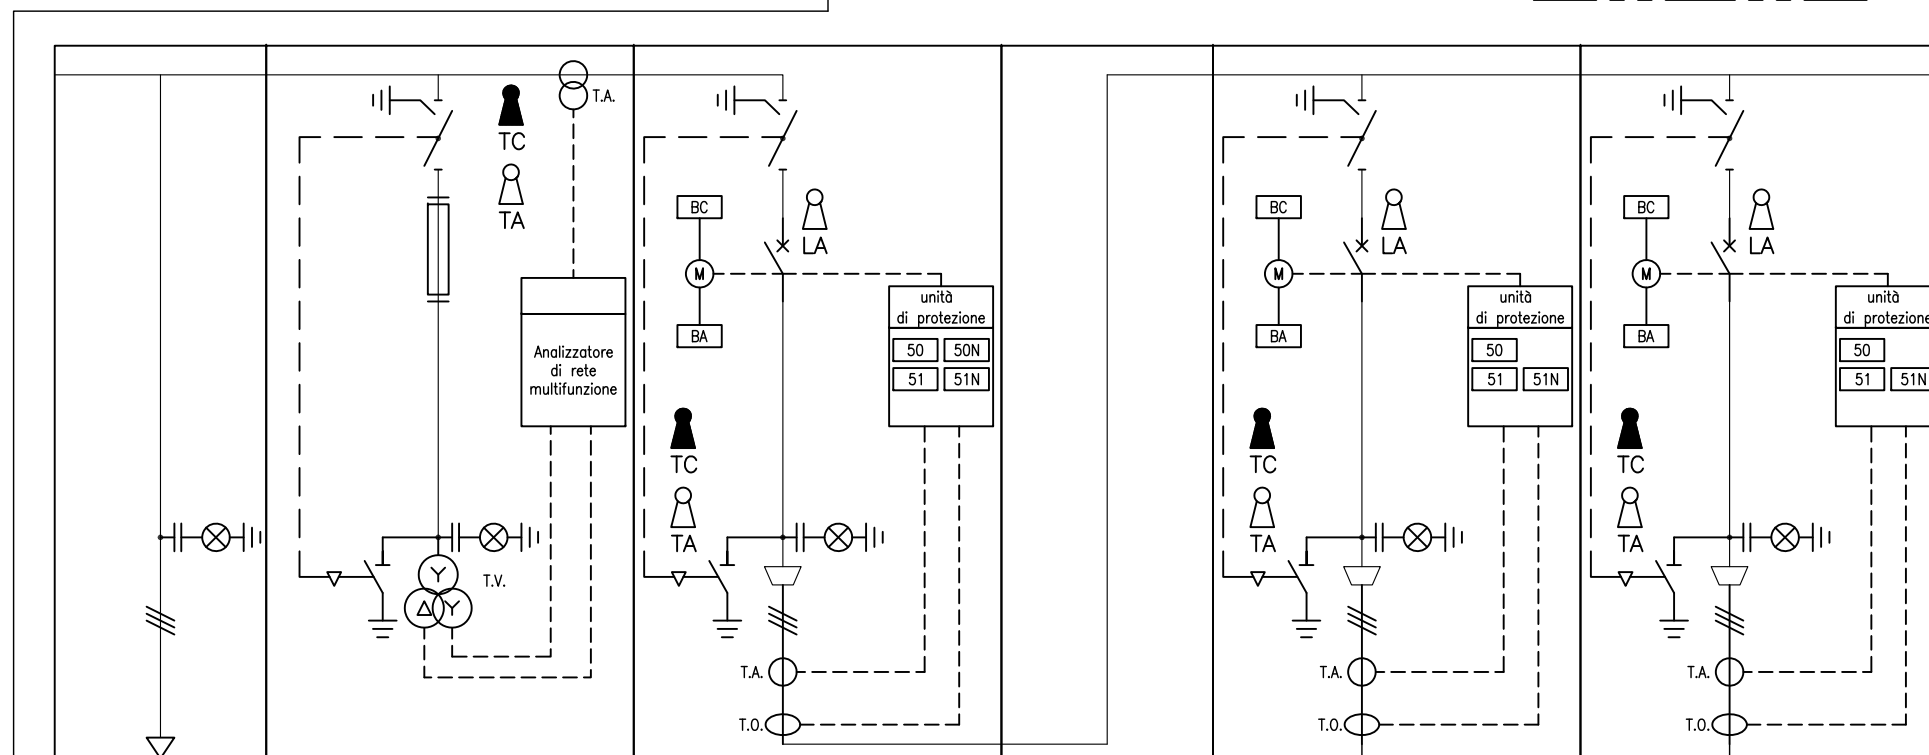 T.A.
TC
TA
Analizzatore
di rete
multifunzione
T.V.
BC
LA
M
BA
unità
di protezione
50 50N
51 51N
TC
TA
T.A.
T.O.
BC
LA
M
BA
unità
di protezione
50
51 51N
TC
TA
T.A.
T.O.
BC
LA
M
BA
unità
di protezione
50
51 51N
TC
TA
T.A.
T.O.